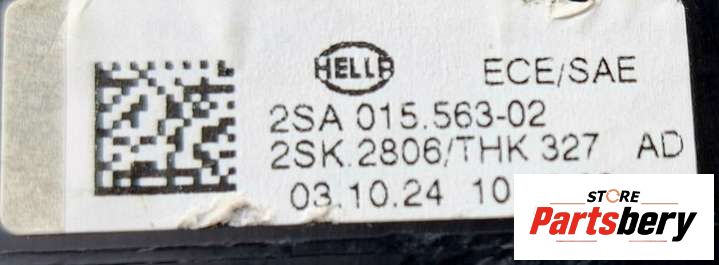 HELLA
ECE/SAE
2SA 015.563-02
2SK.2806/THK 327 AD
03.10.24 10
STORE
Partsbery